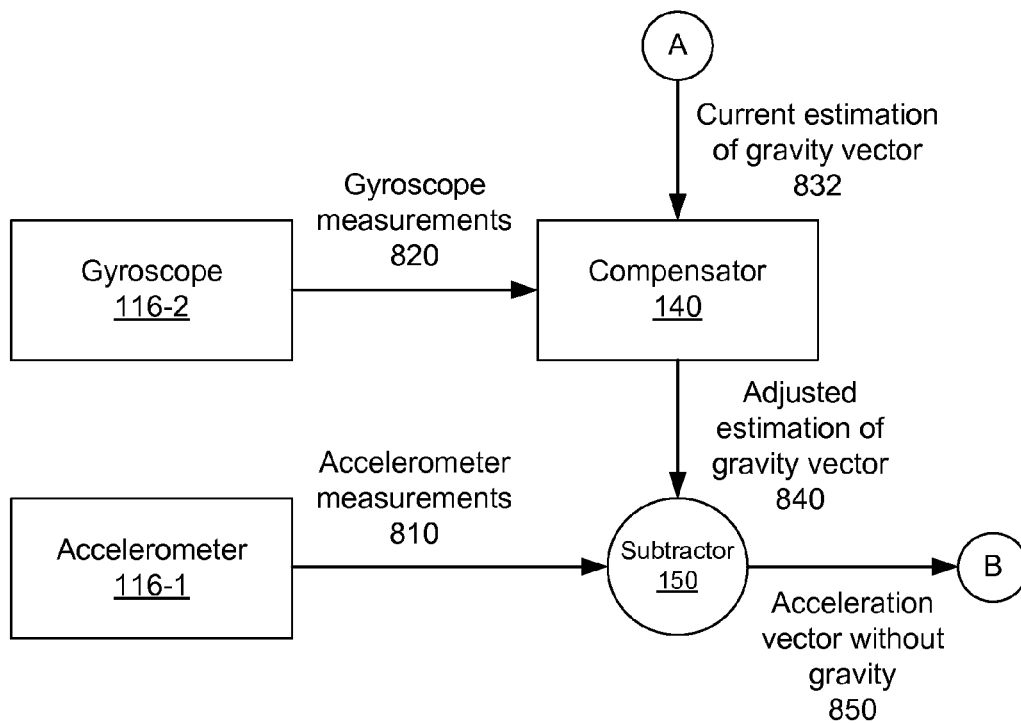 A
Current estimation
of gravity vector
832
Gyroscope
measurements
820
Gyroscope
116-2
Compensator
140
Adjusted
estimation of
gravity vector
840
Accelerometer
measurements
810
Accelerometer
116-1
Subtractor
150
B
Acceleration
vector without
gravity
850